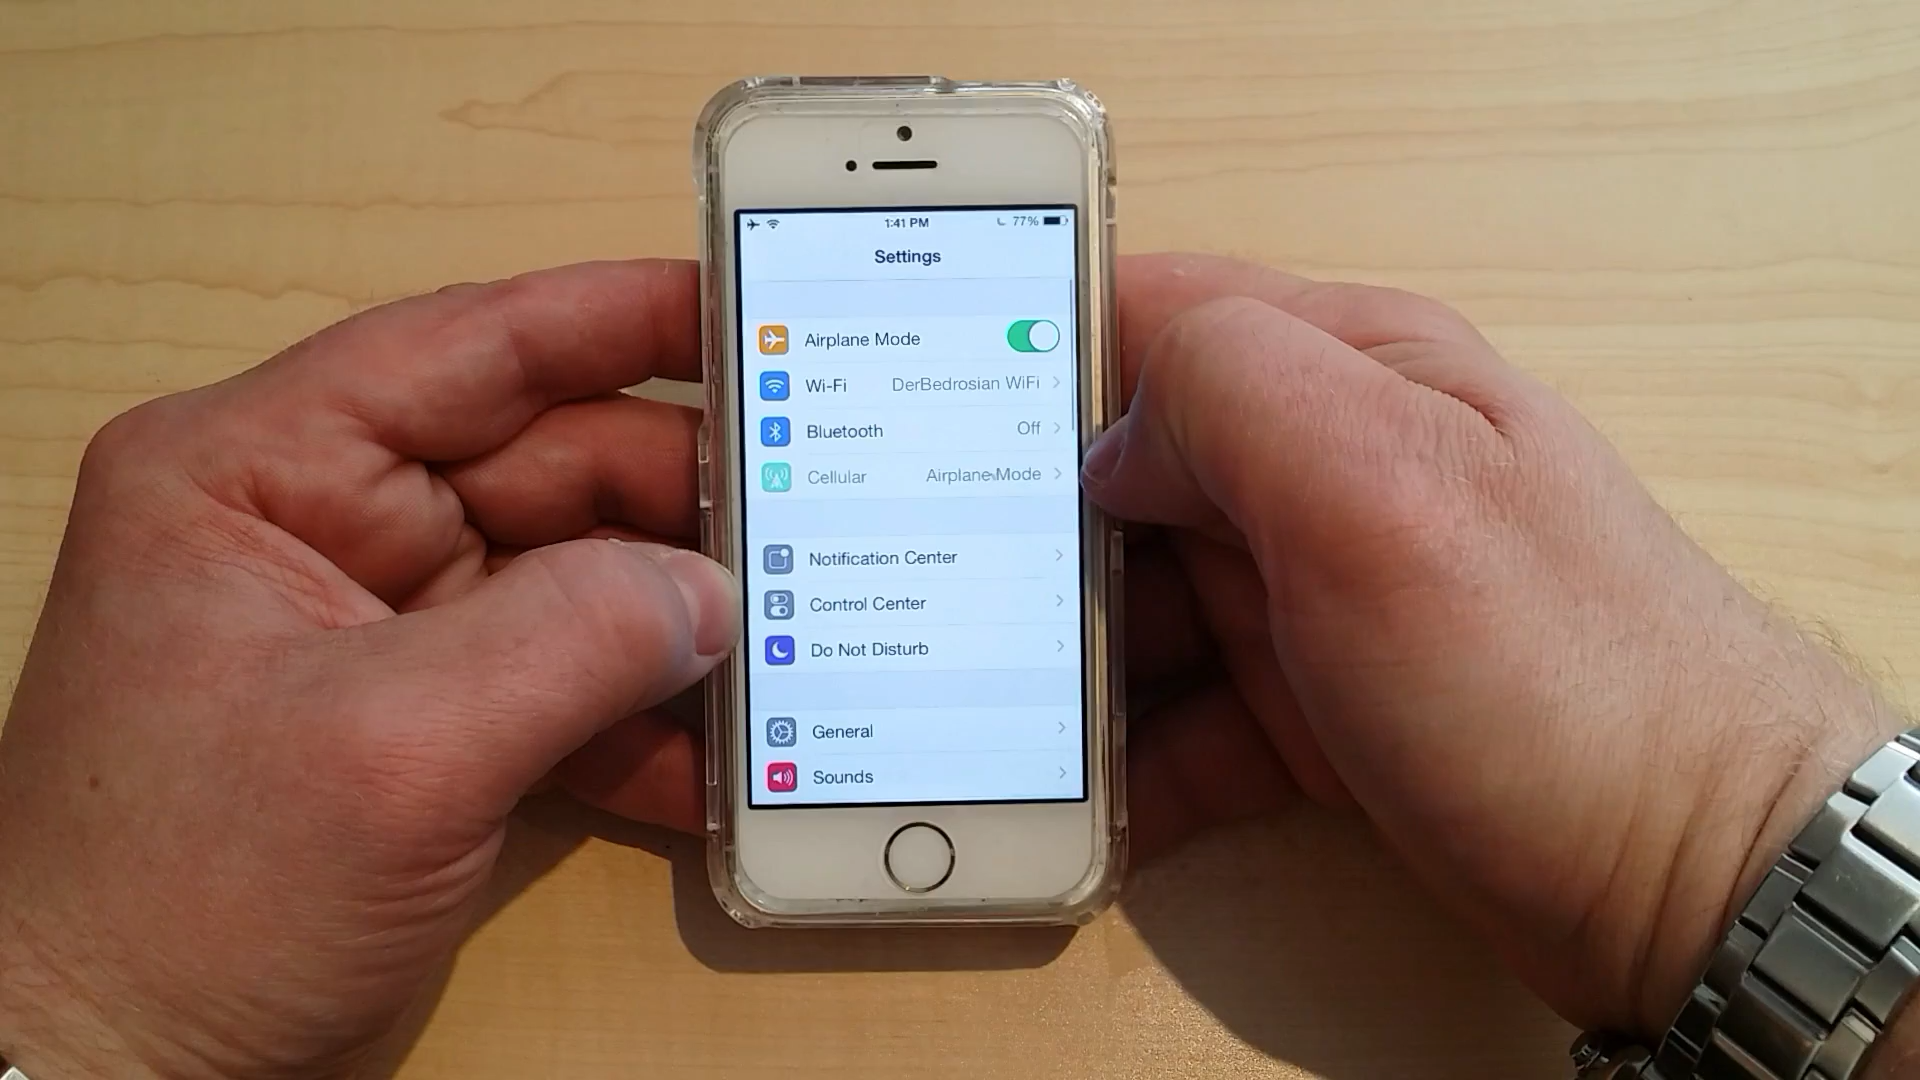 1:41 PM 77%
Settings
Airplane Mode
Wi-Fi DerBedrosian WiFi
Bluetooth Off
Cellular Airplane Mode
Notification Center
Control Center
Do Not Disturb
General
Sounds